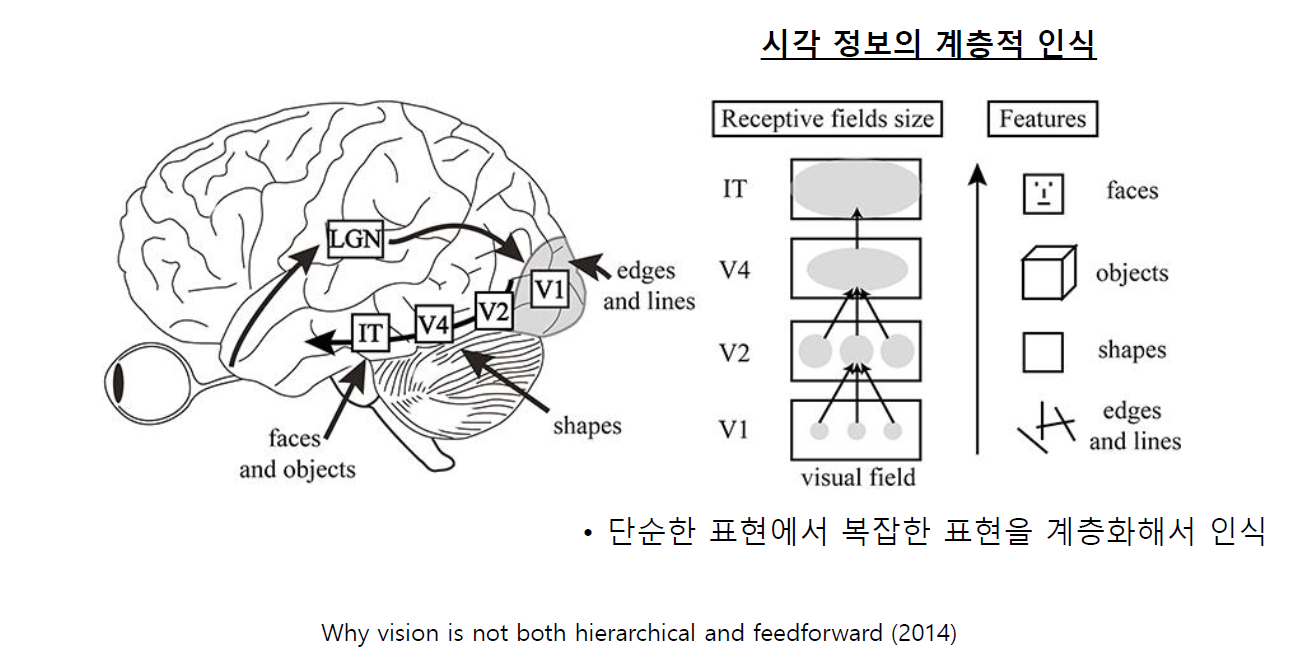 시각 정보의 계층적 인식
Receptive fields size
Features
IT
faces
V4
objects
V2
shapes
V1
edges
and lines
visual field
LGN
V1
edges
and lines
V2
V4
IT
shapes
faces
and objects
• 단순한 표현에서 복잡한 표현을 계층화해서 인식
Why vision is not both hierarchical and feedforward (2014)